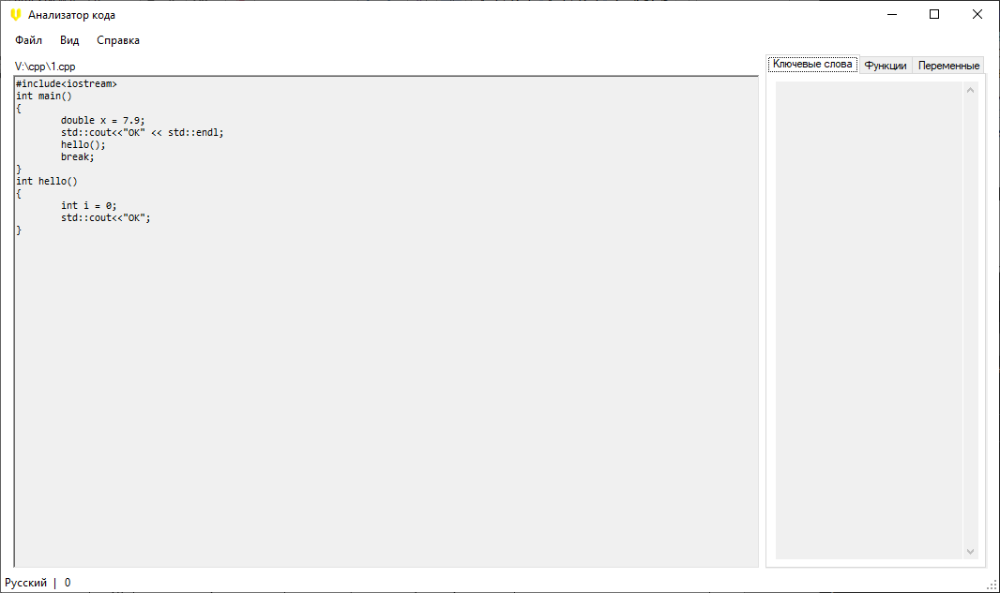 Анализатор кода
Файл Вид Справка
V:\cpp\1.cpp
Ключевые слова Функции Переменные
#include<iostream>
int main()
{
double x = 7.9;
std::cout<<"OK" << std::endl;
hello();
break;
}
int hello()
{
int i = 0;
std::cout<<"OK";
}
Русский | 0